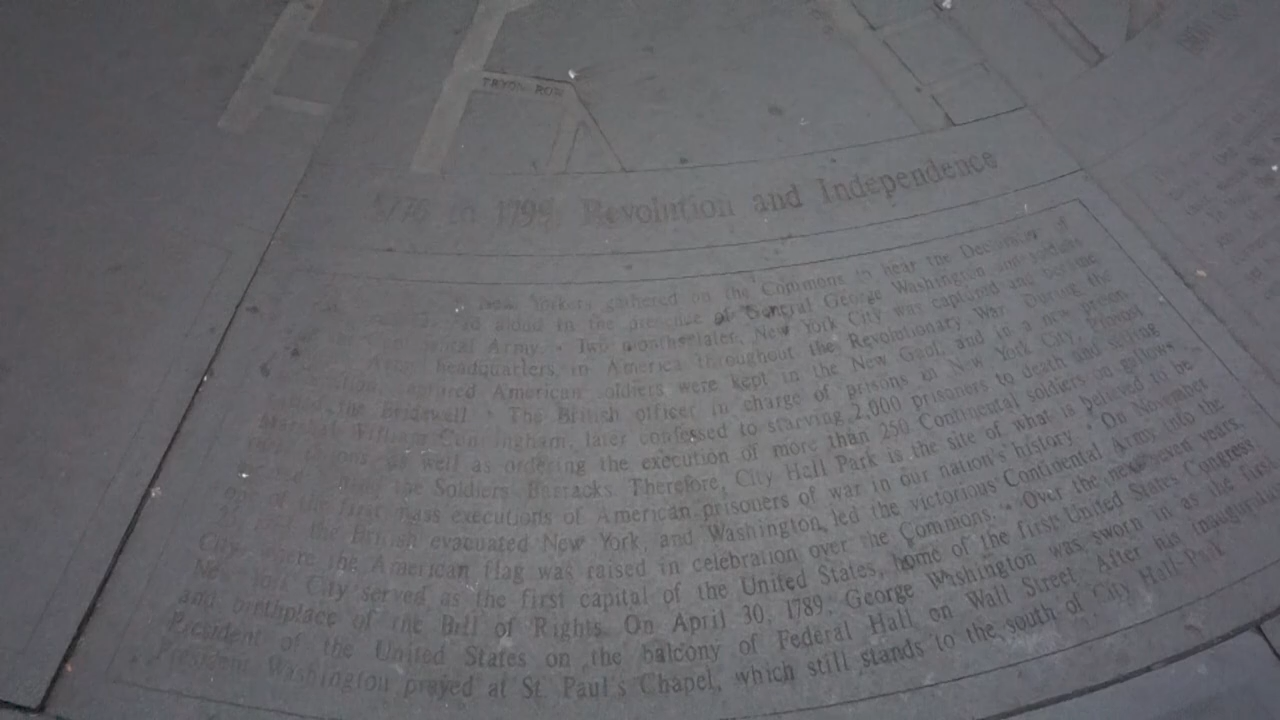 TRYON ROW
1776 to 1799: Revolution and Independence
New Yorkers gathered on the Commons to hear the Declaration of
aloud in the presence of General George Washington and soldiers
Army. • Two months later, New York City was captured and became
Army headquarters in America throughout the Revolutionary War. During the
captured American soldiers were kept in the New Gaol, and in a new prison
called the Bridewell. • The British officer in charge of prisons in New York City, Provost
Marshal William Cunningham, later confessed to starving 2,000 prisoners to death and selling
as well as ordering the execution of more than 250 Continental soldiers on gallows
the Soldiers Barracks. Therefore, City Hall Park is the site of what is believed to be
one of the first mass executions of American prisoners of war in our nation's history. • On November
the British evacuated New York, and Washington led the victorious Continental Army into the
City, where the American flag was raised in celebration over the Commons. • Over the next seven years,
New York City served as the first capital of the United States, home of the first United States Congress
and birthplace of the Bill of Rights. On April 30, 1789, George Washington was sworn in as the first
President of the United States on the balcony of Federal Hall on Wall Street. After his inauguration
President Washington prayed at St. Paul's Chapel, which still stands to the south of City Hall Park